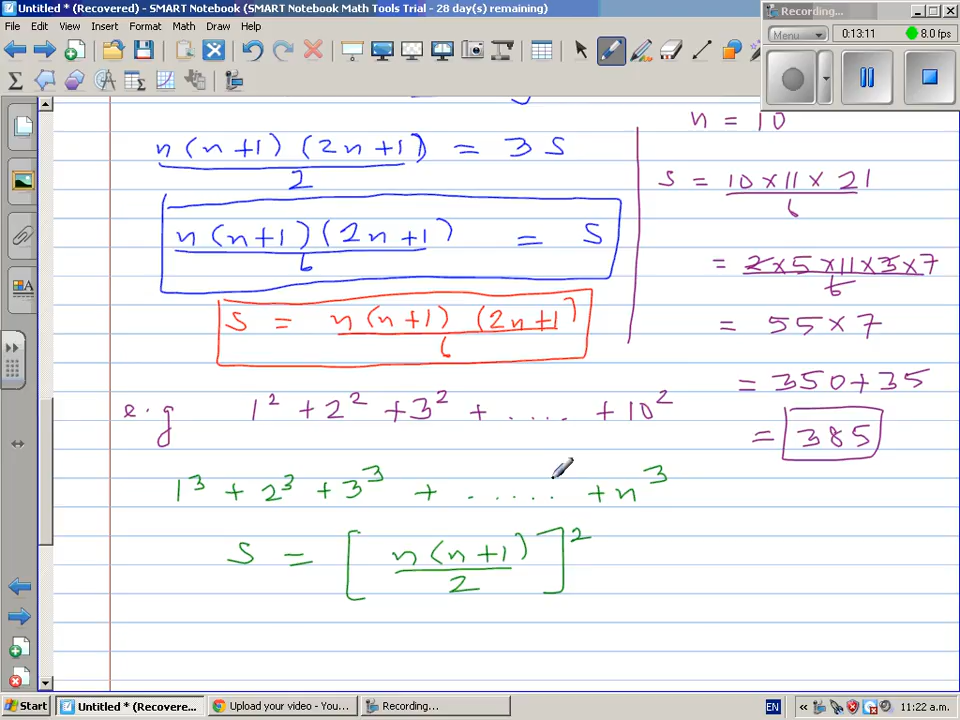 Untitled * (Recovered) - SMART Notebook (SMART Notebook Math Tools Trial - 28 day(s) remaining)
Recording...
File Edit View Insert Format Math Draw Help
Menu
0:13:11
8.0 fps
n(n+1)(2n+1)/2 = 3S
n(n+1)(2n+1)/6 = S
S = n(n+1)(2n+1)/6
e.g 1² + 2² + 3² + .... + 10²
1³ + 2³ + 3³ + ...... + n³
S = [n(n+1)/2]²
n = 10
S = 10×11×21/6
= 2×5×11×3×7/6
= 55×7
= 350+35
= 385
Start
Untitled * (Recovere...
Upload your video - You...
Recording...
EN
11:22 a.m.